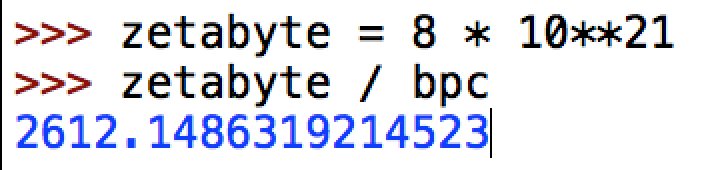 >>> zetabyte = 8 * 10**21
>>> zetabyte / bpc
2612.1486319214523